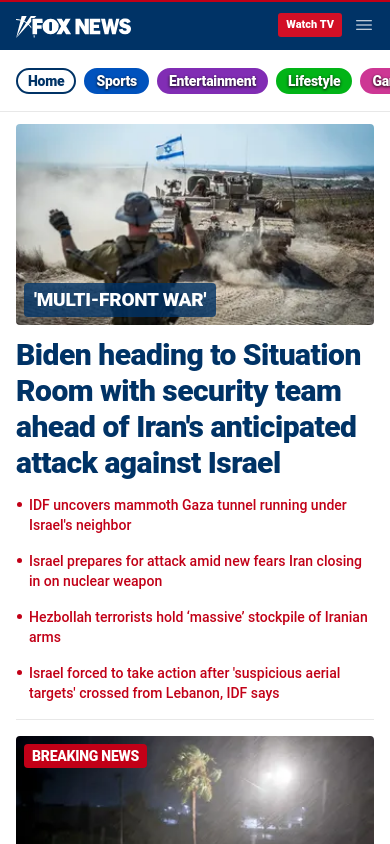 FOX NEWS
Watch TV
Home
Sports
Entertainment
Lifestyle
'MULTI-FRONT WAR'
Biden heading to Situation
Room with security team
ahead of Iran's anticipated
attack against Israel
IDF uncovers mammoth Gaza tunnel running under
Israel's neighbor
Israel prepares for attack amid new fears Iran closing
in on nuclear weapon
Hezbollah terrorists hold ‘massive’ stockpile of Iranian
arms
Israel forced to take action after 'suspicious aerial
targets' crossed from Lebanon, IDF says
BREAKING NEWS